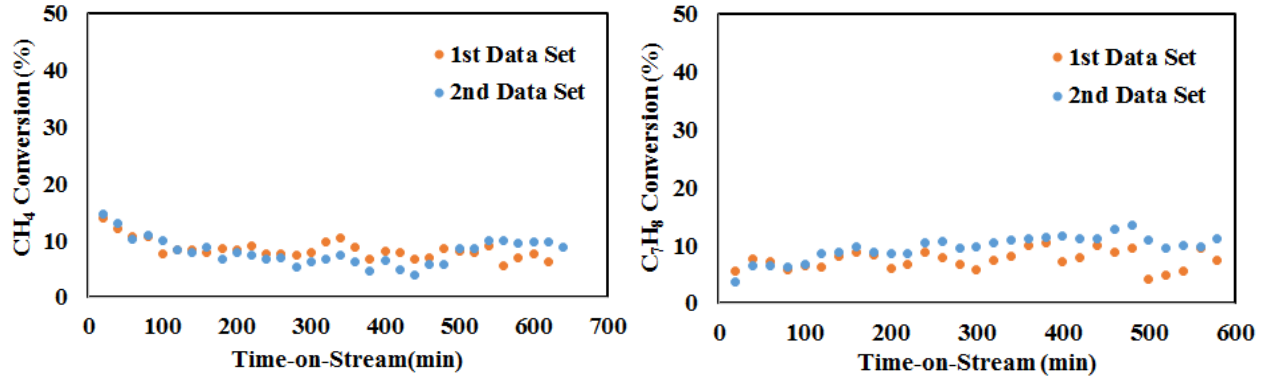 50
40
30
20
10
0
CH₄ Conversion (%)
1st Data Set
2nd Data Set
0 100 200 300 400 500 600 700
Time-on-Stream(min)
50
40
30
20
10
0
C₇H₈ Conversion (%)
1st Data Set
2nd Data Set
0 100 200 300 400 500 600
Time-on-Stream (min)